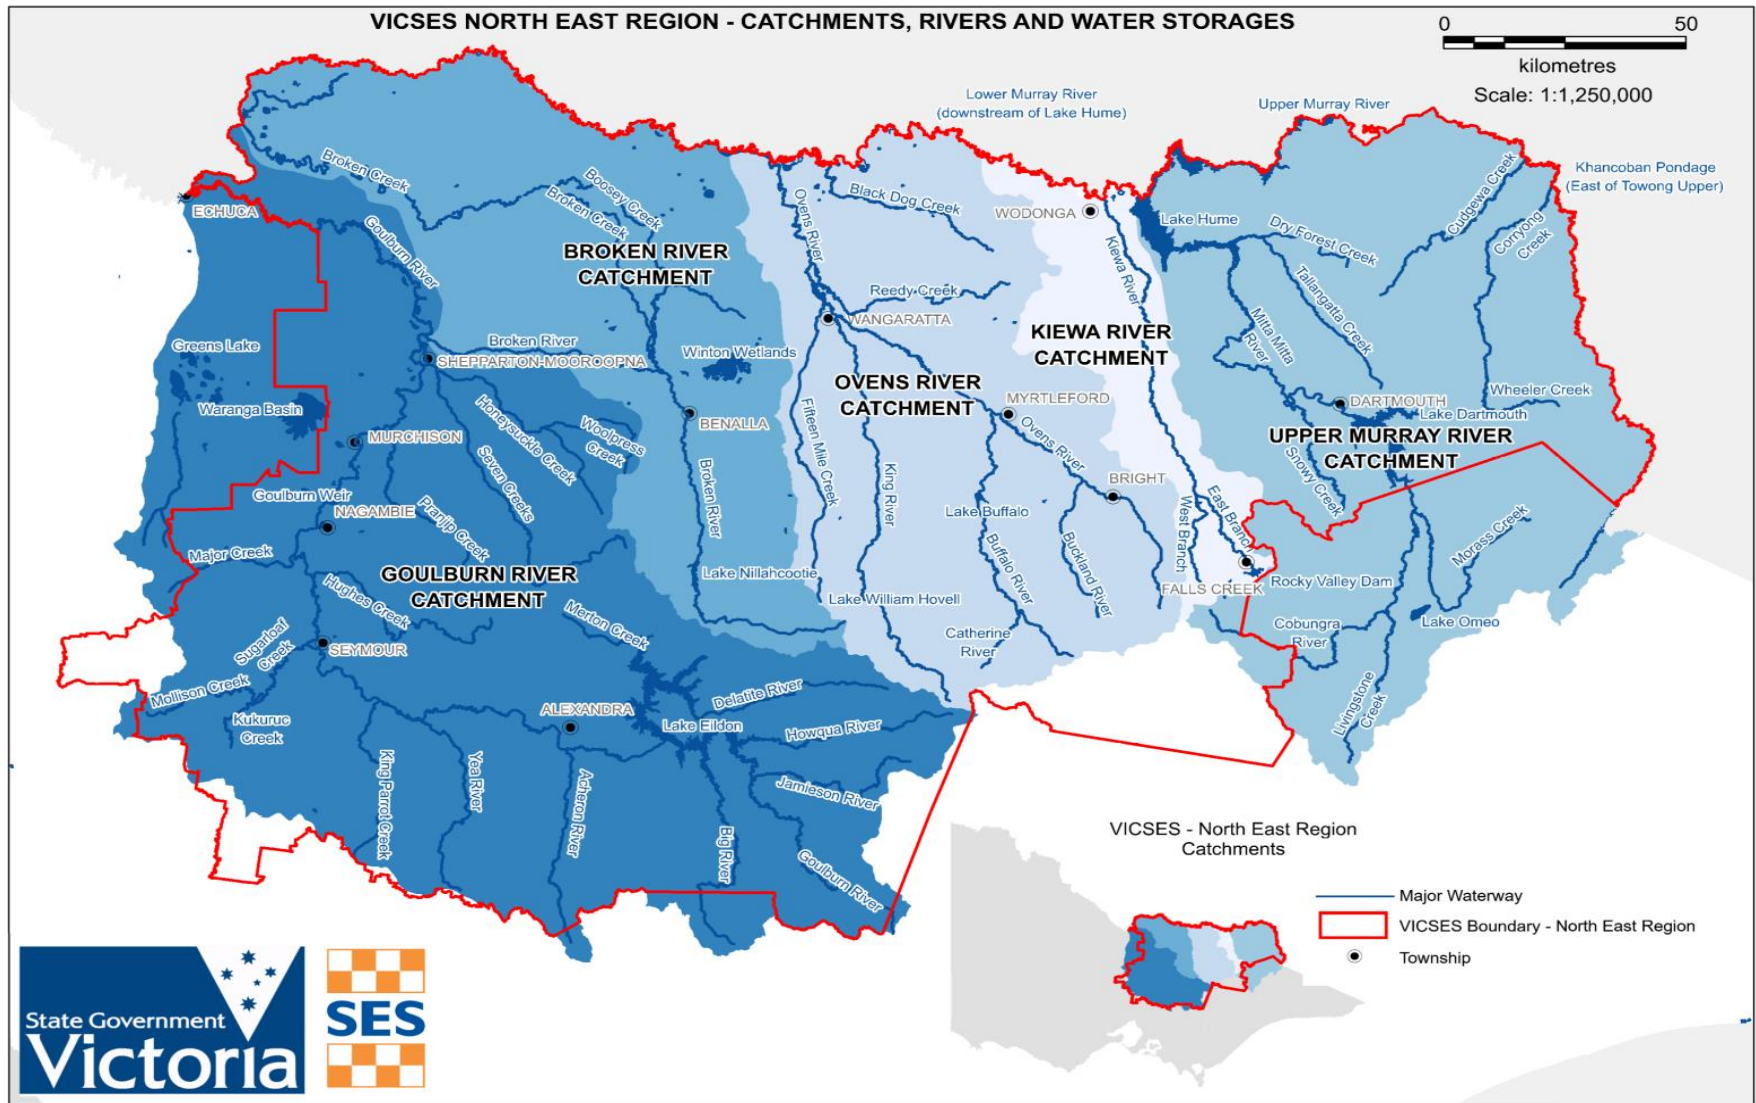 VICSES NORTH EAST REGION - CATCHMENTS, RIVERS AND WATER STORAGES
0 50
kilometres
Scale: 1:1,250,000
Lower Murray River
(downstream of Lake Hume)
Upper Murray River
Khancoban Pondage
(East of Towong Upper)
Broken Creek
Boosey Creek
Broken Creek
Black Dog Creek
Ovens River
WODONGA
Lake Hume
Dry Forest Creek
Cudgewa Creek
Corryong
Creek
ECHUCA
Goulburn River
BROKEN RIVER
CATCHMENT
Kiewa River
Tallangatta Creek
Reedy Creek
WANGARATTA
Mitta Mitta
River
KIEWA RIVER
CATCHMENT
Greens Lake
Broken River
SHEPPARTON-MOOROOPNA
Winton Wetlands
OVENS RIVER
CATCHMENT
MYRTLEFORD
Wheeler Creek
DARTMOUTH
Lake Dartmouth
Waranga Basin
Honeysuckle Creek
Woolpress
Creek
BENALLA
Fifteen Mile Creek
MURCHISON
UPPER MURRAY RIVER
CATCHMENT
Ovens River
Seven Creeks
Broken River
King River
BRIGHT
Snowy Creek
Goulburn Weir
NAGAMBIE
Pranjip Creek
Lake Buffalo
West Branch
East Branch
Morass Creek
Major Creek
Buffalo River
Buckland River
GOULBURN RIVER
CATCHMENT
Lake Nillahcootie
Hughes Creek
Merton Creek
Lake William Hovell
FALLS CREEK
Rocky Valley Dam
Catherine
River
Cobungra
River
Lake Omeo
Sugarloaf
Creek
SEYMOUR
Mollison Creek
Delatite River
Livingstone
Creek
Kukuruc
Creek
ALEXANDRA
Lake Eildon
Howqua River
King Parrot Creek
Yea River
Acheron River
Jamieson River
Big River
Goulburn River
VICSES - North East Region
Catchments
Major Waterway
VICSES Boundary - North East Region
Township
State Government
Victoria
SES